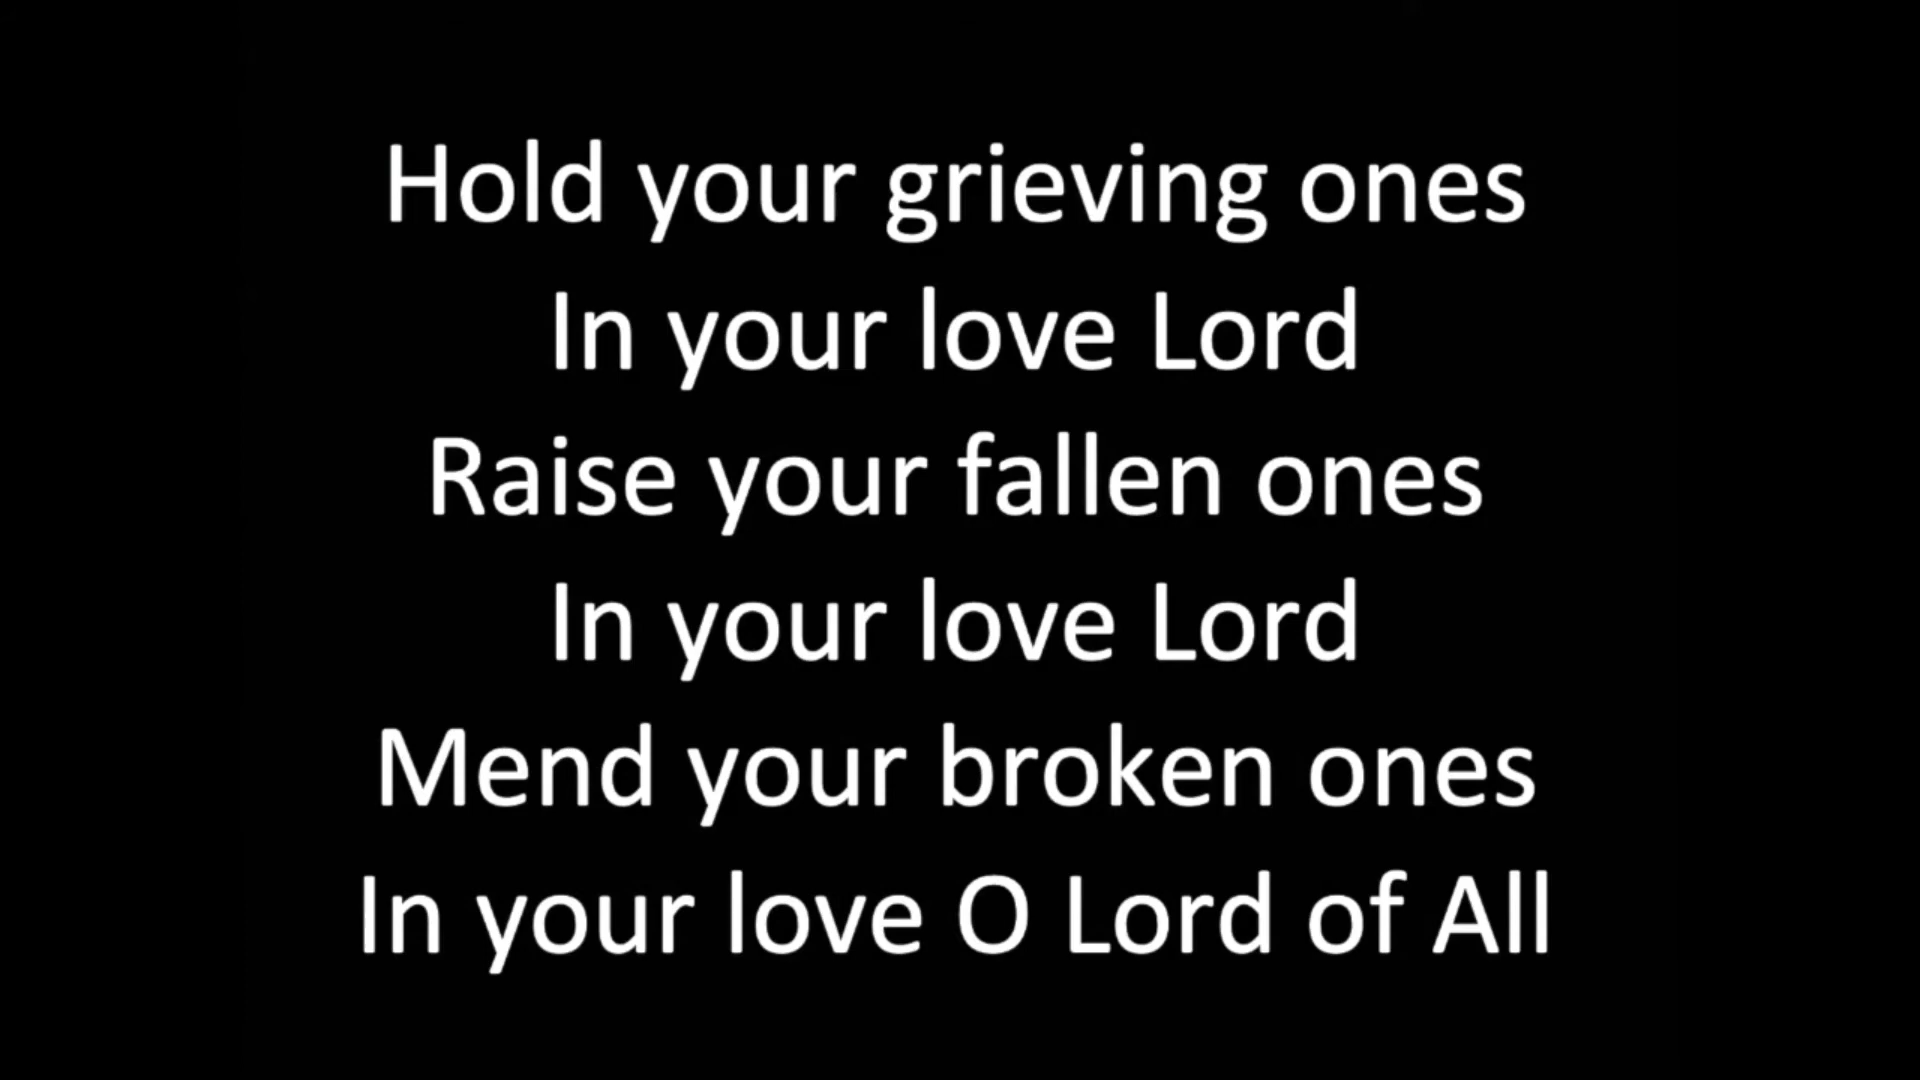 Hold your grieving ones
In your love Lord
Raise your fallen ones
In your love Lord
Mend your broken ones
In your love O Lord of All